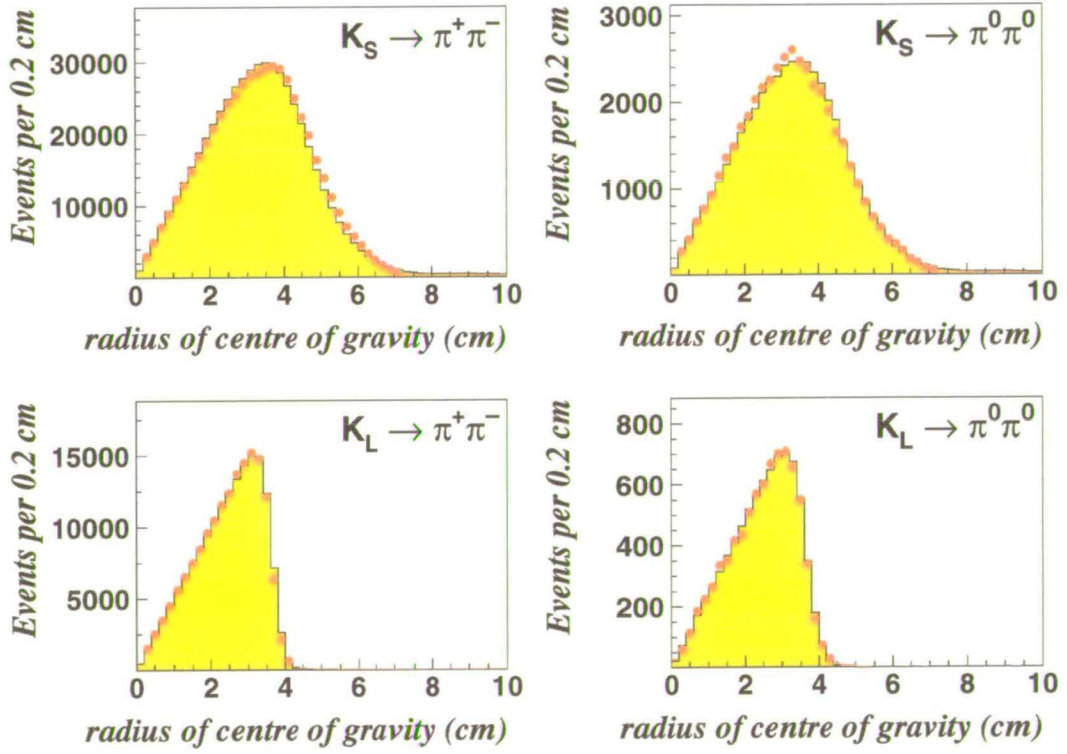 Events per 0.2 cm
K_S → π⁺π⁻
30000
20000
10000
0 2 4 6 8 10
radius of centre of gravity (cm)
Events per 0.2 cm
K_S → π⁰π⁰
3000
2000
1000
0
0 2 4 6 8 10
radius of centre of gravity (cm)
Events per 0.2 cm
K_L → π⁺π⁻
15000
10000
5000
0 2 4 6 8 10
radius of centre of gravity (cm)
Events per 0.2 cm
K_L → π⁰π⁰
800
600
400
200
0 2 4 6 8 10
radius of centre of gravity (cm)